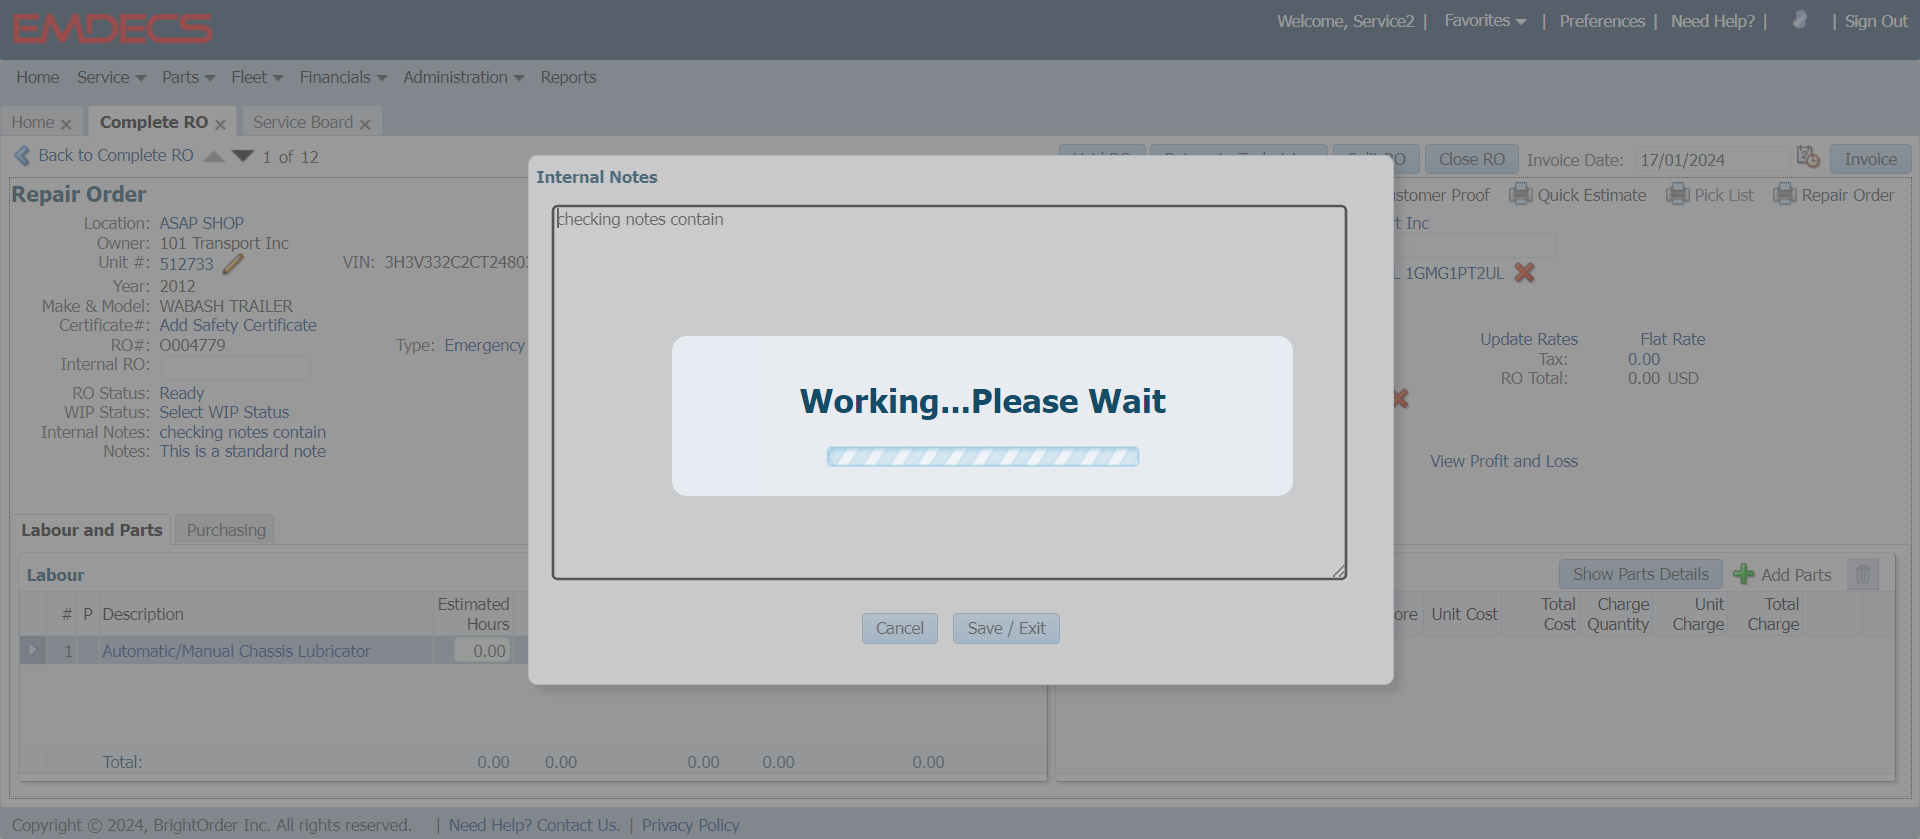 EMDECS
Welcome, Service2 | Favorites | Preferences | Need Help? | | Sign Out
Home Service Parts Fleet Financials Administration Reports
Home Complete RO Service Board
Back to Complete RO 1 of 12
Close RO Invoice Date: 17/01/2024 Invoice
Internal Notes
checking notes contain
Working...Please Wait
Cancel Save / Exit
Repair Order
Location: ASAP SHOP
Owner: 101 Transport Inc
Unit #: 512733 VIN: 3H3V332C2CT2480
Year: 2012
Make & Model: WABASH TRAILER
Certificate#: Add Safety Certificate
RO#: O004779 Type: Emergency
Internal RO:
RO Status: Ready
WIP Status: Select WIP Status
Internal Notes: checking notes contain
Notes: This is a standard note
Proof Quick Estimate Pick List Repair Order
t Inc
L 1GMG1PT2UL
Update Rates Flat Rate
Tax: 0.00
RO Total: 0.00 USD
View Profit and Loss
Labour and Parts Purchasing
Labour
# P Description Estimated
Hours
1 Automatic/Manual Chassis Lubricator 0.00
Total: 0.00 0.00 0.00 0.00 0.00
Show Parts Details Add Parts
ore Unit Cost Total
Cost Charge
Quantity Unit
Charge Total
Charge
Copyright © 2024, BrightOrder Inc. All rights reserved. | Need Help? Contact Us. | Privacy Policy